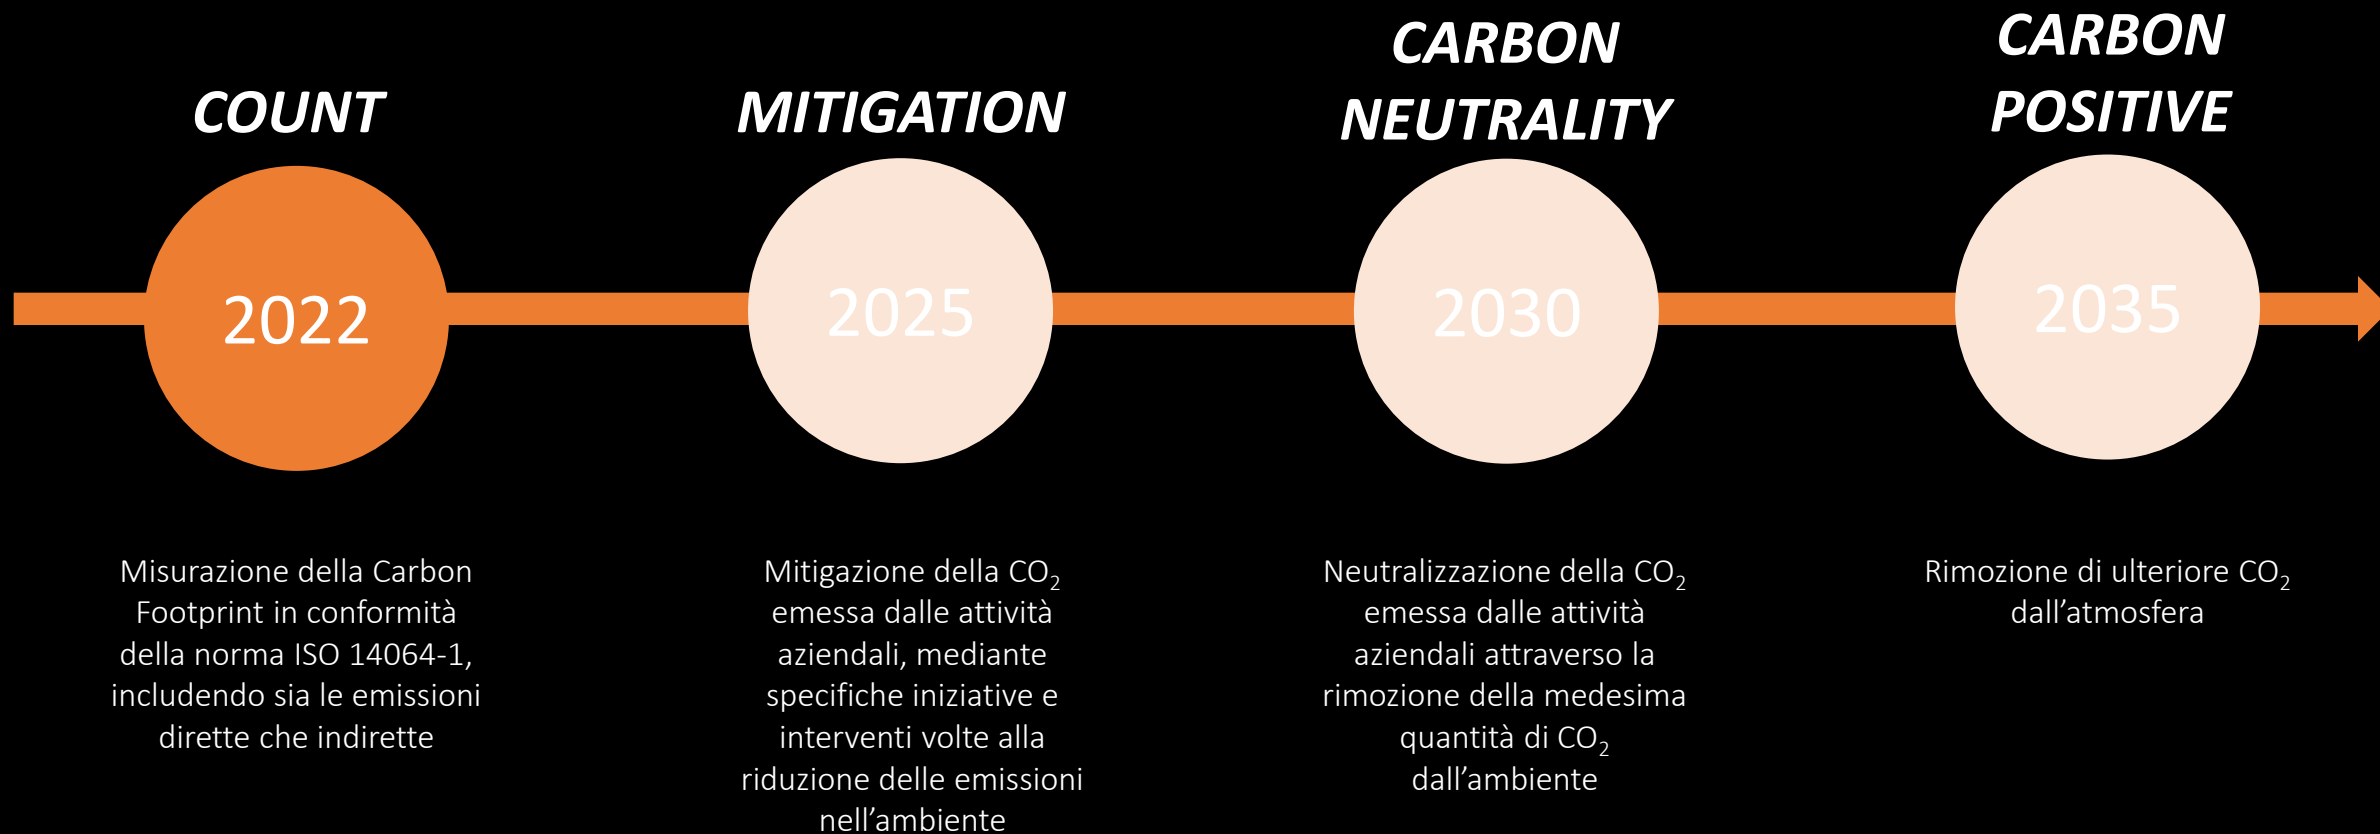 COUNT
2022
Misurazione della Carbon
Footprint in conformità
della norma ISO 14064-1,
includendo sia le emissioni
dirette che indirette
MITIGATION
2025
Mitigazione della CO₂
emessa dalle attività
aziendali, mediante
specifiche iniziative e
interventi volte alla
riduzione delle emissioni
nell’ambiente
CARBON
NEUTRALITY
2030
Neutralizzazione della CO₂
emessa dalle attività
aziendali attraverso la
rimozione della medesima
quantità di CO₂
dall’ambiente
CARBON
POSITIVE
2035
Rimozione di ulteriore CO₂
dall’atmosfera